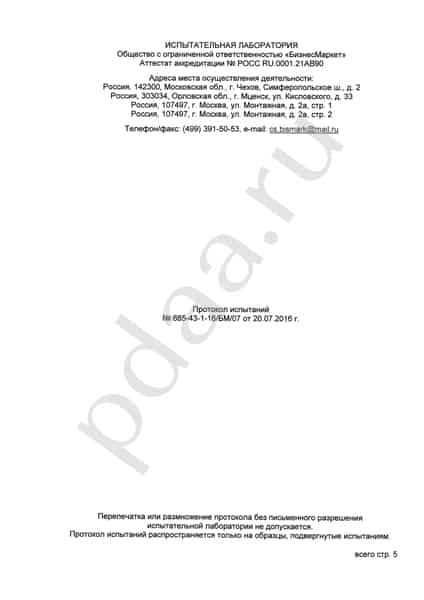 ИСПЫТАТЕЛЬНАЯ ЛАБОРАТОРИЯ
Общество с ограниченной ответственностью «БизнесМаркет»
Аттестат аккредитации № РОСС RU.0001.21АВ90
Адреса места осуществления деятельности:
Россия, 142300, Московская обл., г. Чехов, Симферопольское ш., д. 2
Россия, 303034, Орловская обл., г. Мценск, ул. Кисловского, д. 33
Россия, 107497, г. Москва, ул. Монтажная, д. 2а, стр. 1
Россия, 107497, г. Москва, ул. Монтажная, д. 2а, стр. 2
Телефон/факс: (499) 391-50-53, e-mail: os.bismark@mail.ru
Протокол испытаний
№ 685-43-1-16/БМ/07 от 20.07.2016 г.
pdaa.ru
Перепечатка или размножение протокола без письменного разрешения
испытательной лаборатории не допускается.
Протокол испытаний распространяется только на образцы, подвергнутые испытаниям.
всего стр. 5